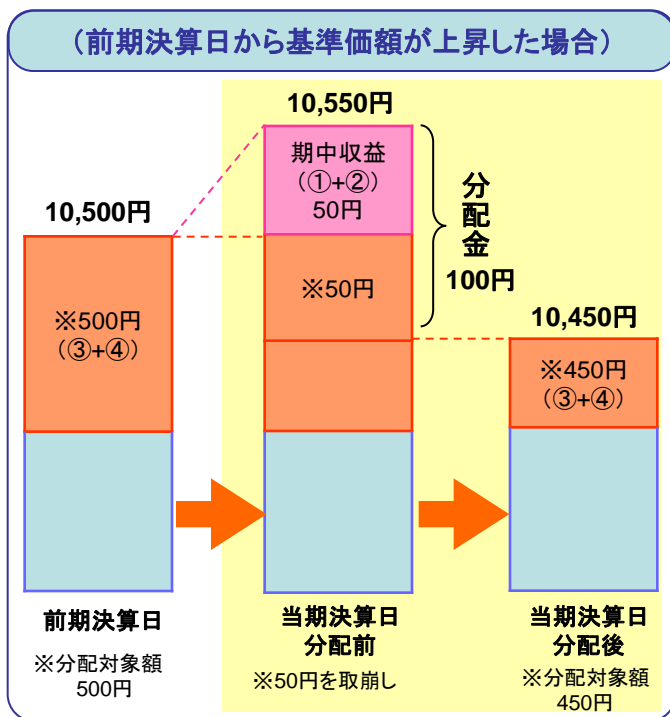 （前期決算日から基準価額が上昇した場合）
10,550円
期中収益
（①+②）
50円
分配金
100円
10,500円
※500円
（③+④）
※50円
10,450円
※450円
（③+④）
前期決算日
※分配対象額
500円
当期決算日
分配前
※50円を取崩し
当期決算日
分配後
※分配対象額
450円